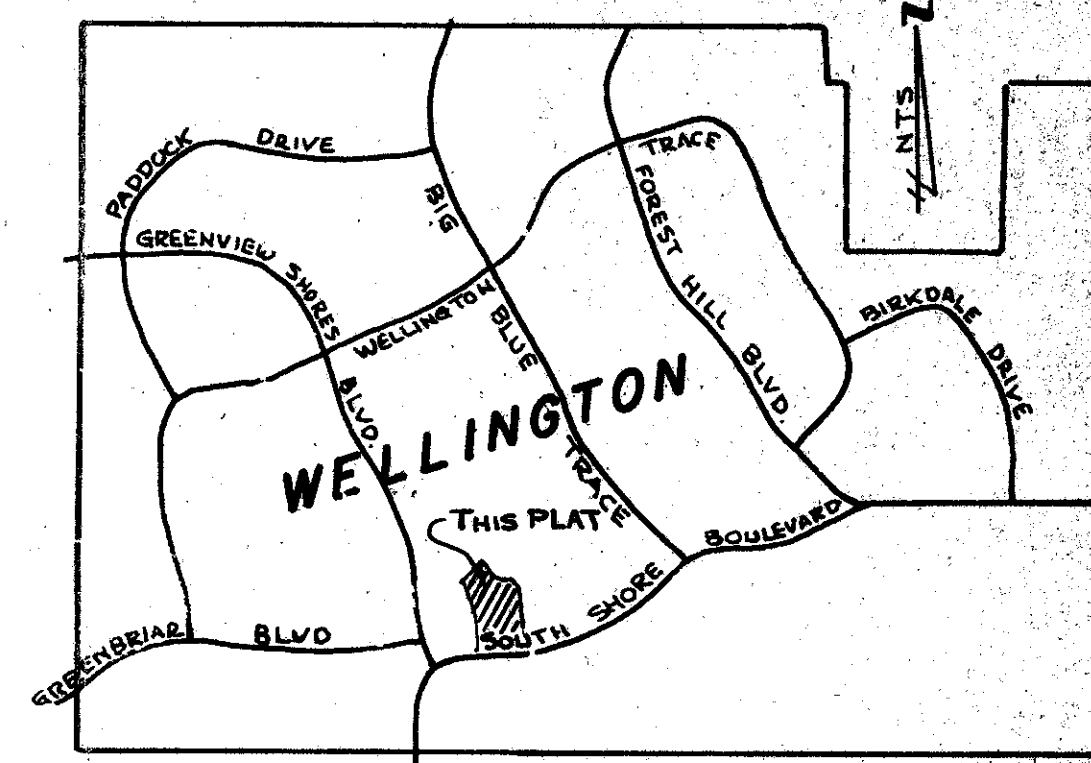 N
NTS
PADDOCK DRIVE
BIG BLUE TRACE
GREENVIEW SHORES BLVD.
WELLINGTON TRACE
FOREST HILL BLVD.
BIRKDALE DRIVE
WELLINGTON
THIS PLAT
SOUTH SHORE BOULEVARD
GREENBRIAR BLVD